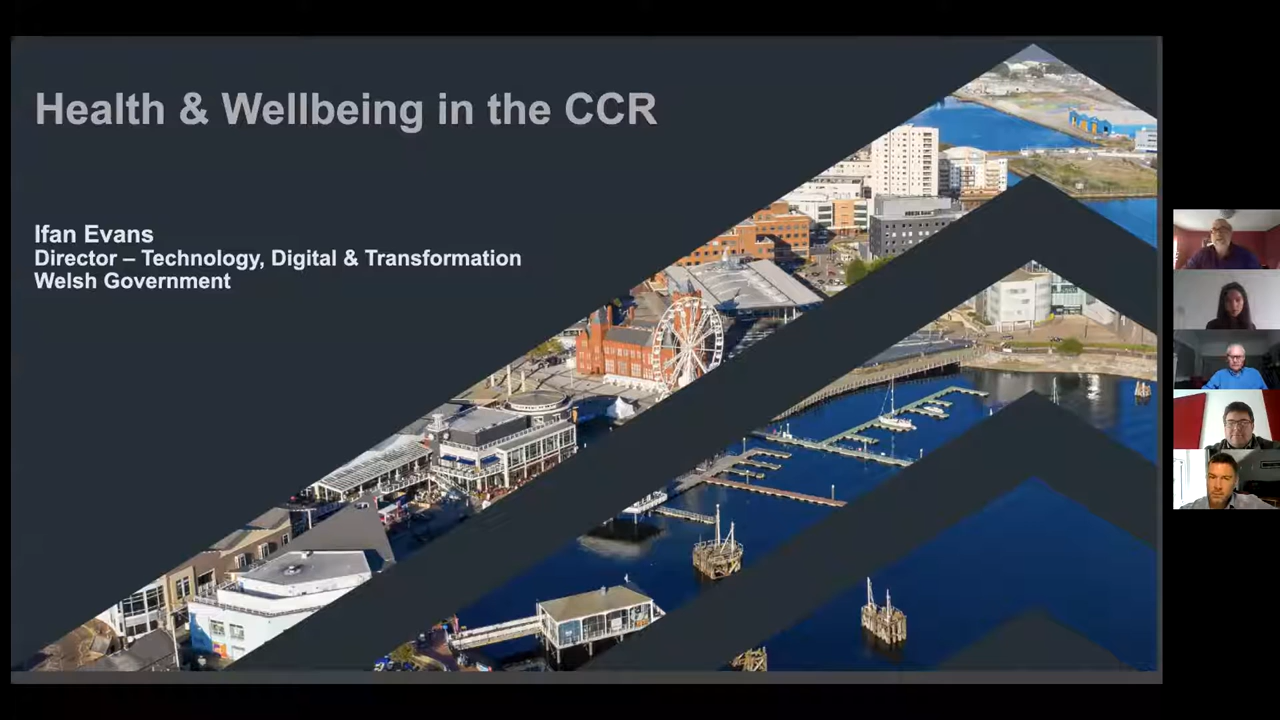 Health & Wellbeing in the CCR
Ifan Evans
Director – Technology, Digital & Transformation
Welsh Government